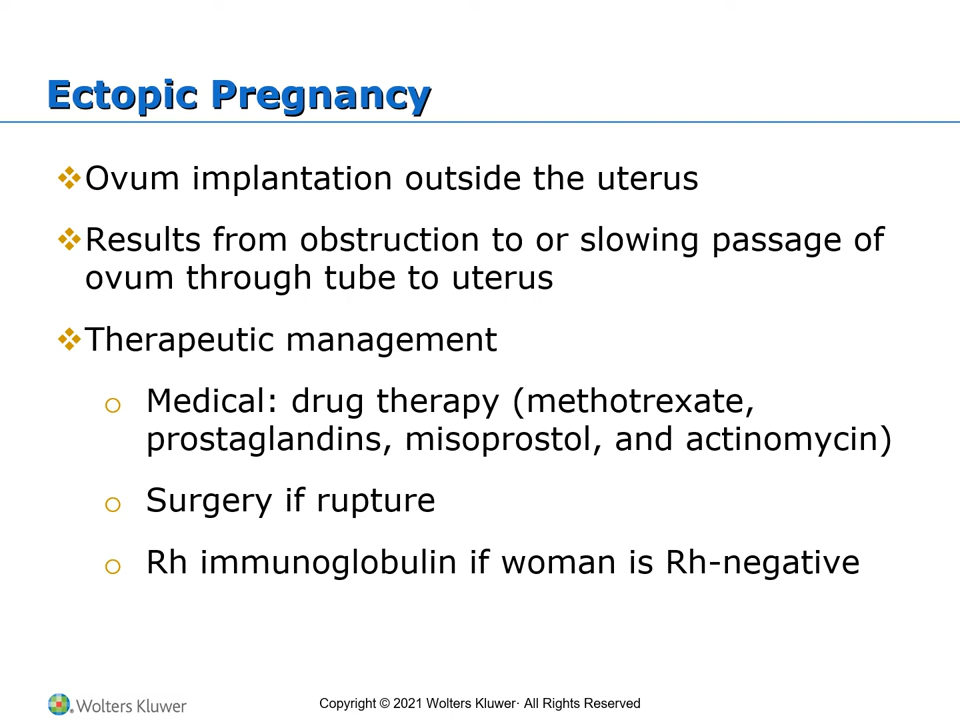 Ectopic Pregnancy
❖Ovum implantation outside the uterus
❖Results from obstruction to or slowing passage of
ovum through tube to uterus
❖Therapeutic management
o Medical: drug therapy (methotrexate,
prostaglandins, misoprostol, and actinomycin)
o Surgery if rupture
o Rh immunoglobulin if woman is Rh-negative
Wolters Kluwer
Copyright © 2021 Wolters Kluwer· All Rights Reserved